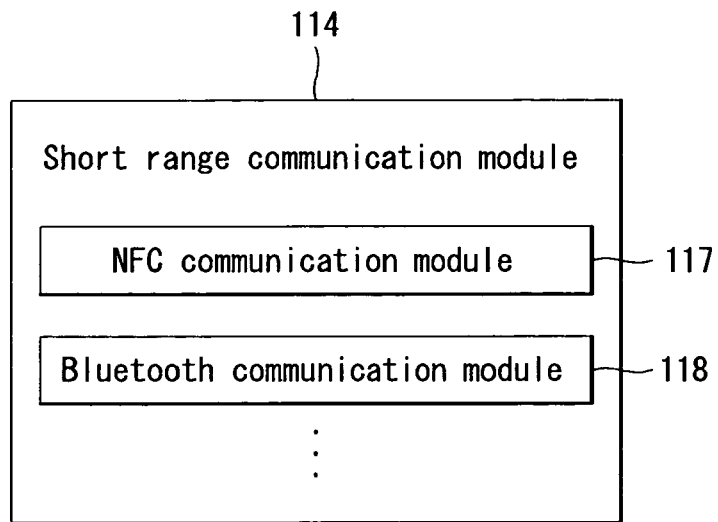 114
Short range communication module
NFC communication module
117
Bluetooth communication module
118